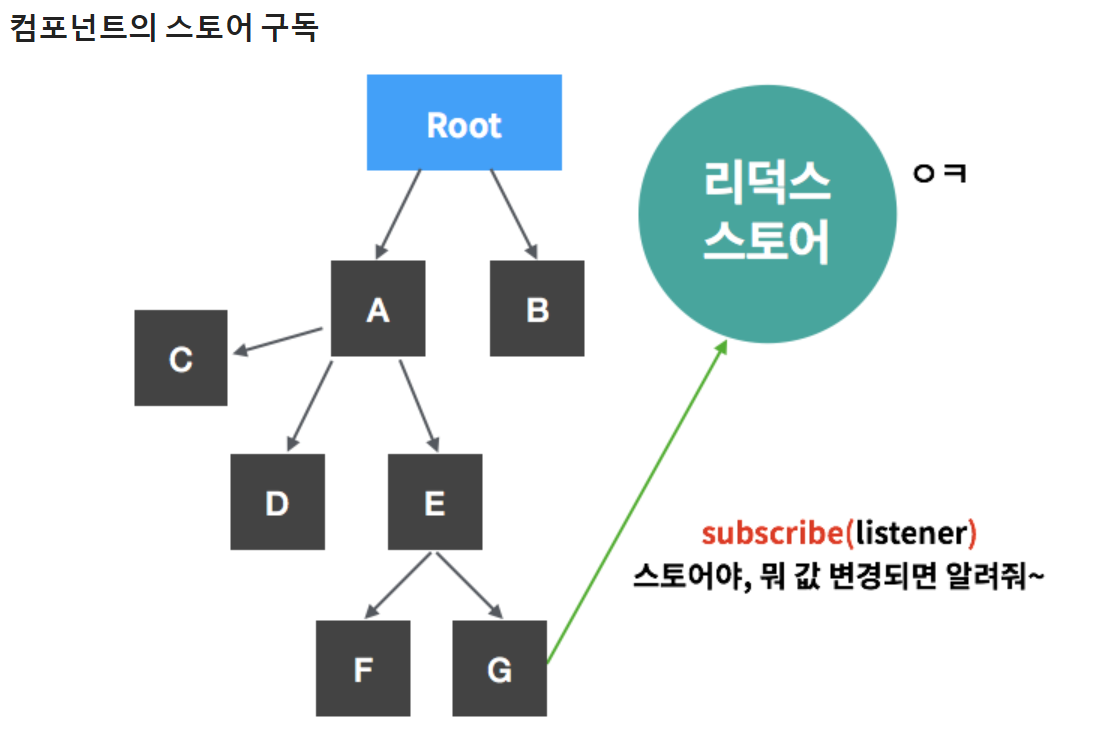 컴포넌트의 스토어 구독
Root
리덕스
스토어
ㅇㅋ
A
B
C
D
E
subscribe(listener)
스토어야, 뭐 값 변경되면 알려줘~
F
G